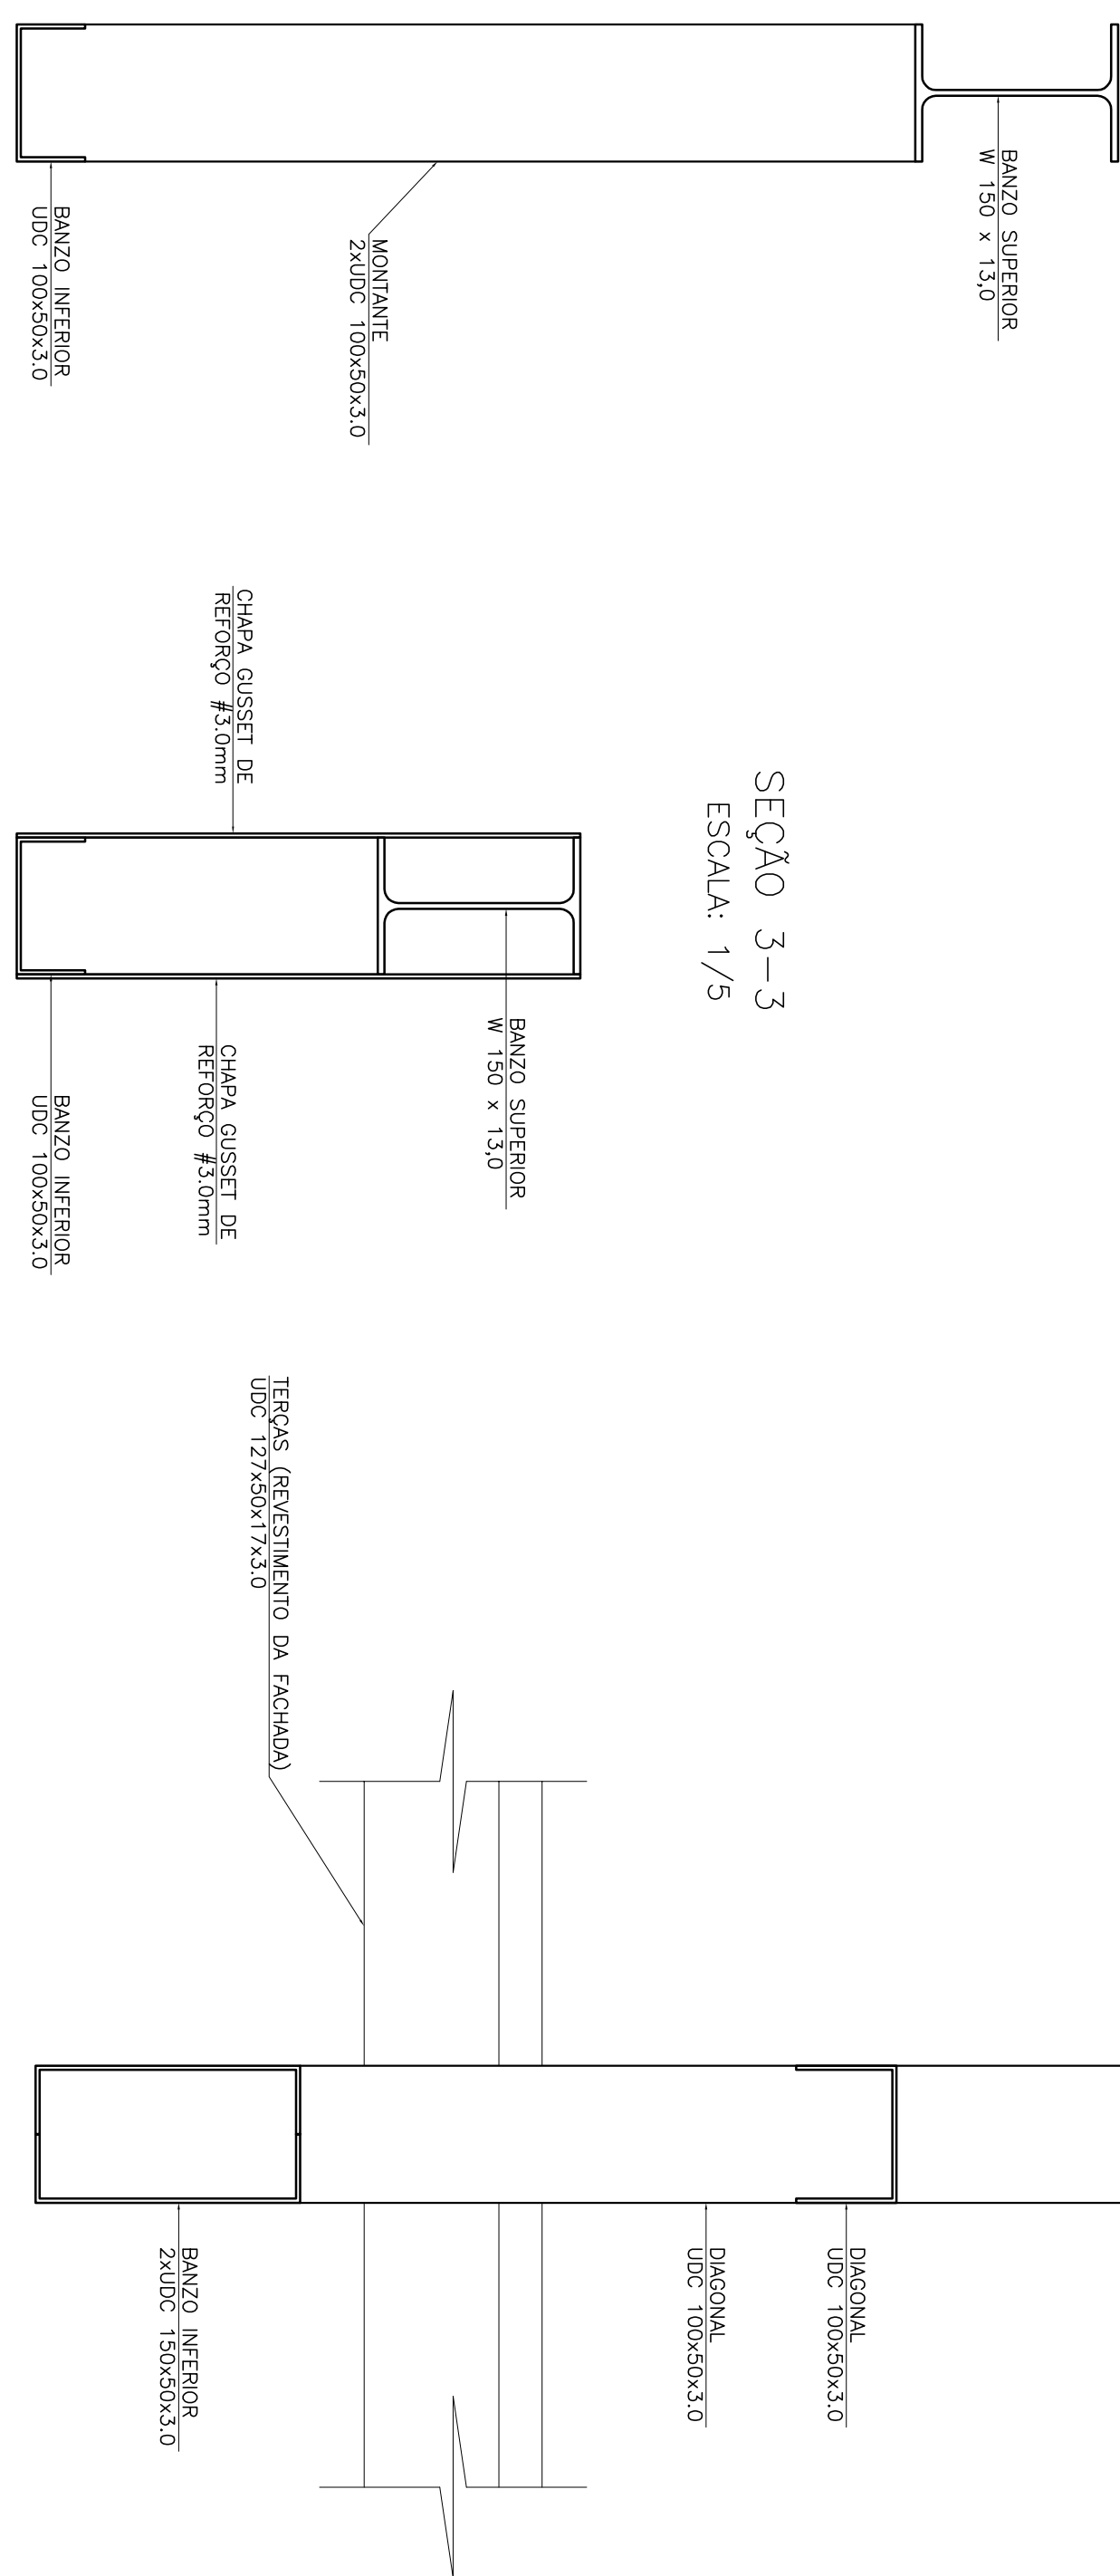 BANZO SUPERIOR
W 150 x 13,0
MONTANTE
2xUDC 100x50x3.0
BANZO INFERIOR
UDC 100x50x3.0
SEÇÃO 3-3
ESCALA: 1/5
BANZO SUPERIOR
W 150 x 13,0
CHAPA GUSSET DE
REFORÇO #3.0mm
CHAPA GUSSET DE
REFORÇO #3.0mm
BANZO INFERIOR
UDC 100x50x3.0
DIAGONAL
UDC 100x50x3.0
DIAGONAL
UDC 100x50x3.0
TERÇAS (REVESTIMENTO DA FACHADA)
UDC 127x50x17x3.0
BANZO INFERIOR
2xUDC 150x50x3.0